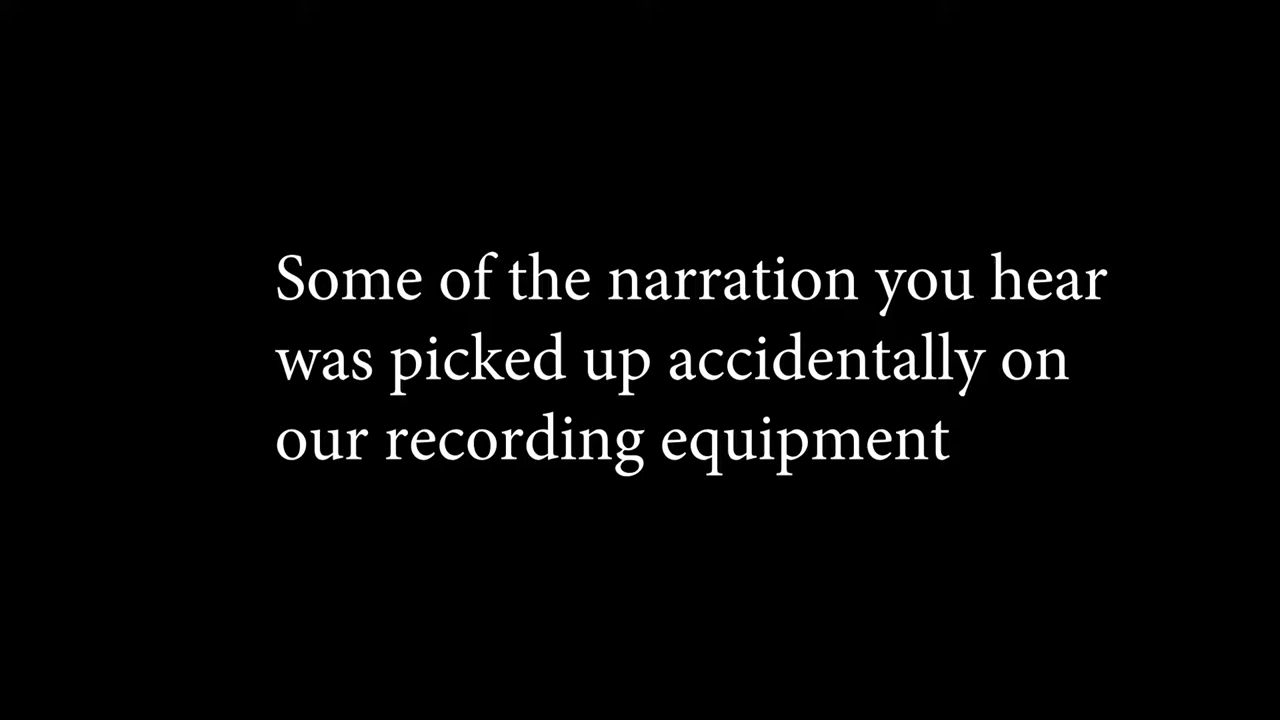 Some of the narration you hear
was picked up accidentally on
our recording equipment